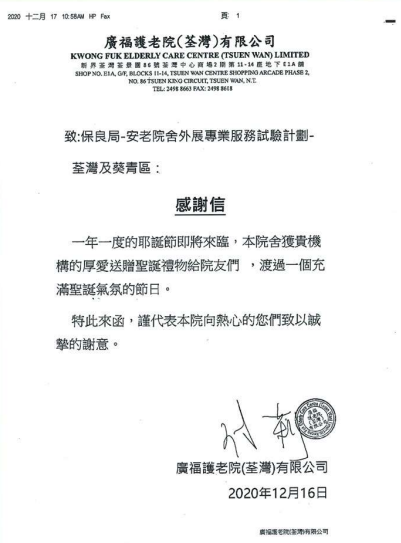 2020 十二月 17 10:58AM HP Fax
頁 1
廣福護老院(荃灣)有限公司
KWONG FUK ELDERLY CARE CENTRE (TSUEN WAN) LIMITED
新界荃灣荃景圍86號荃灣中心商場2期第11-14座地下E1A舖
SHOP NO. E1A, G/F, BLOCKS 11-14, TSUEN WAN CENTRE SHOPPING ARCADE PHASE 2,
NO. 86 TSUEN KING CIRCUIT, TSUEN WAN, N.T.
TEL: 2498 8663 FAX: 2498 8618
致:保良局-安老院舍外展專業服務試驗計劃-
荃灣及葵青區：
感謝信
一年一度的耶誕節即將來臨，本院舍獲貴機
構的厚愛送贈聖誕禮物給院友們 ，渡過一個充
滿聖誕氣氛的節日。
特此來函，謹代表本院向熱心的您們致以誠
摯的謝意。
廣福護老院(荃灣)有限公司
2020年12月16日
廣福護老院(荃灣)有限公司